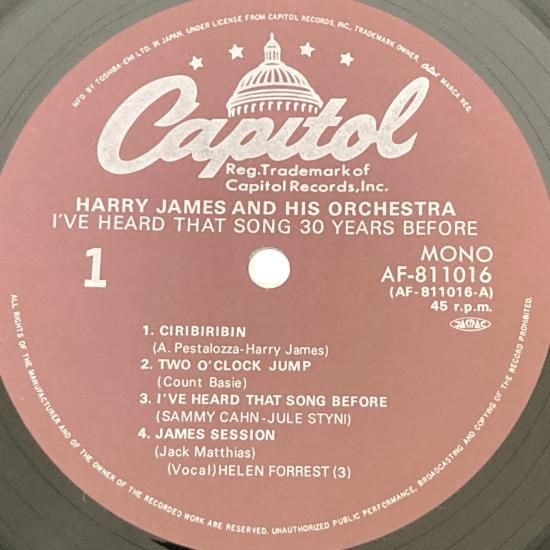 MFD. BY TOSHIBA-EMI LTD. IN JAPAN. UNDER LICENSE FROM CAPITOL RECORDS, INC., TRADEMARK OWNER. Capitol MARCA REG.
Capitol
Reg.Trademark of
Capitol Records,Inc.
HARRY JAMES AND HIS ORCHESTRA
I'VE HEARD THAT SONG 30 YEARS BEFORE
1
MONO
AF-811016
(AF-811016-A)
45 r.p.m.
JASRAC
1. CIRIBIRIBIN
(A. Pestalozza-Harry James)
2. TWO O'CLOCK JUMP
(Count Basie)
3. I'VE HEARD THAT SONG BEFORE
(SAMMY CAHN-JULE STYNI)
4. JAMES SESSION
(Jack Matthias)
(Vocal)HELEN FORREST (3)
ALL RIGHTS OF THE MANUFACTURER AND OF THE OWNER OF THE RECORDED WORK ARE RESERVED. UNAUTHORIZED PUBLIC PERFORMANCE, BROADCASTING AND COPYING OF THE RECORD PROHIBITED.